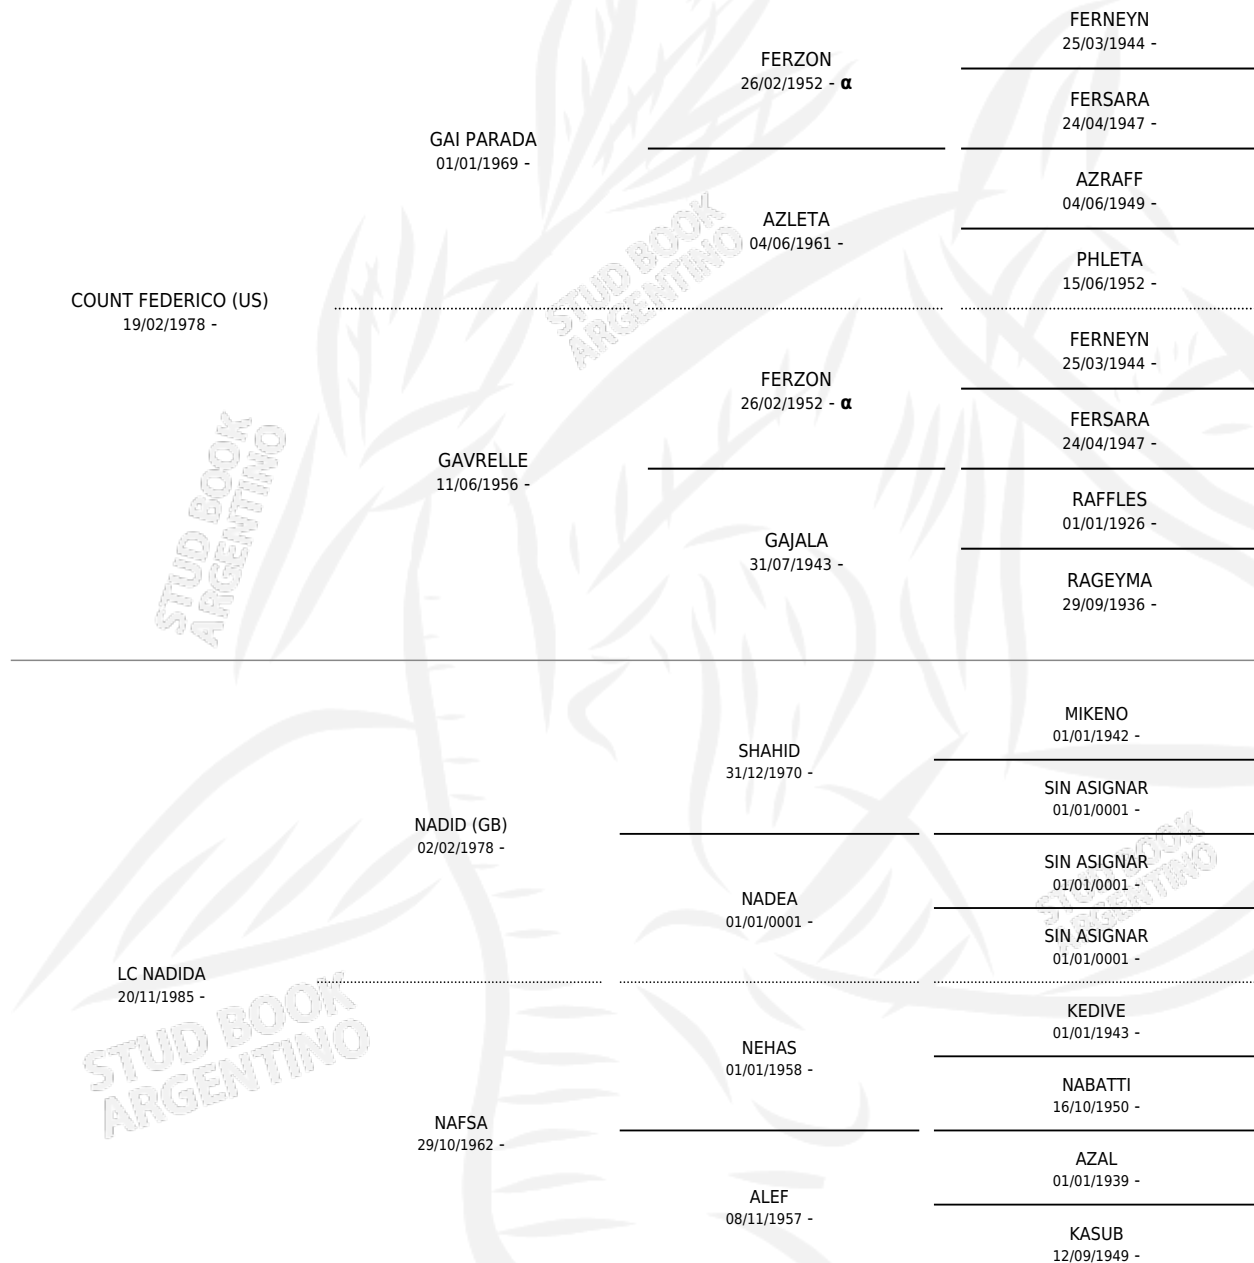 FERNEYN
25/03/1944 -
FERZON
26/02/1952 - α
FERSARA
24/04/1947 -
GAI PARADA
01/01/1969 -
AZRAFF
04/06/1949 -
AZLETA
04/06/1961 -
PHLETA
15/06/1952 -
COUNT FEDERICO (US)
19/02/1978 -
FERNEYN
25/03/1944 -
FERZON
26/02/1952 - α
FERSARA
24/04/1947 -
GAVRELLE
11/06/1956 -
RAFFLES
01/01/1926 -
GAJALA
31/07/1943 -
RAGEYMA
29/09/1936 -
MIKENO
01/01/1942 -
SHAHID
31/12/1970 -
SIN ASIGNAR
01/01/0001 -
NADID (GB)
02/02/1978 -
SIN ASIGNAR
01/01/0001 -
NADEA
01/01/0001 -
SIN ASIGNAR
01/01/0001 -
LC NADIDA
20/11/1985 -
KEDIVE
01/01/1943 -
NEHAS
01/01/1958 -
NABATTI
16/10/1950 -
NAFSA
29/10/1962 -
AZAL
01/01/1939 -
ALEF
08/11/1957 -
KASUB
12/09/1949 -
STUD BOOK
ARGENTINO
STUD BOOK
ARGENTINO
STUD BOOK
ARGENTINO
STUD BOOK
ARGENTINO